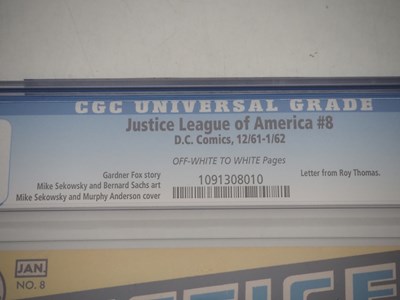 CGC UNIVERSAL GRADE
Justice League of America #8
D.C. Comics, 12/61-1/62
OFF-WHITE TO WHITE Pages
Gardner Fox story
Mike Sekowsky and Bernard Sachs art
Mike Sekowsky and Murphy Anderson cover
1091308010
Letter from Roy Thomas.
JAN.
NO. 8